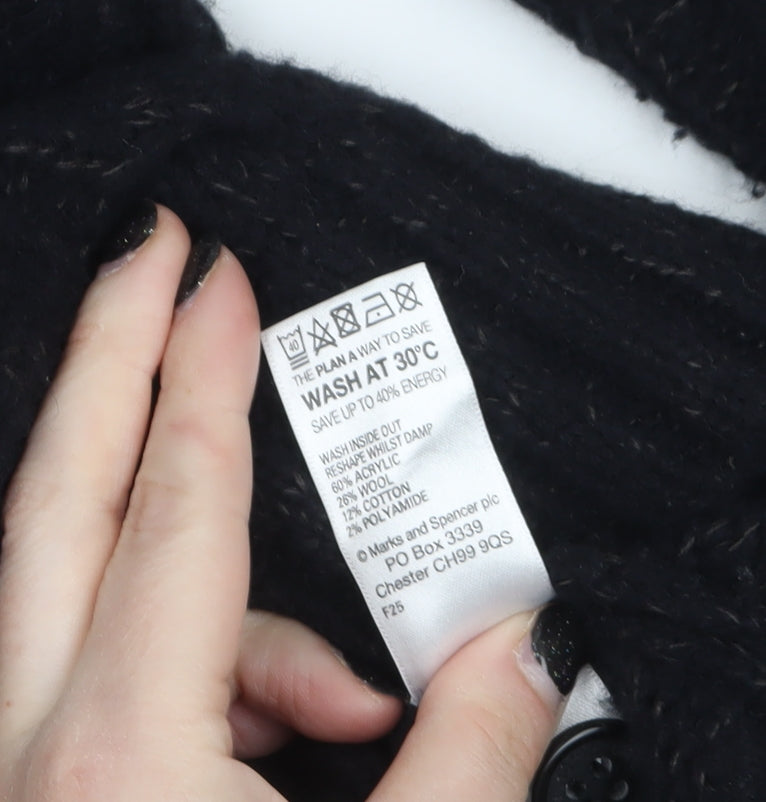 40
THE PLAN A WAY TO SAVE
WASH AT 30°C
SAVE UP TO 40% ENERGY
WASH INSIDE OUT
RESHAPE WHILST DAMP
60% ACRYLIC
26% WOOL
12% COTTON
2% POLYAMIDE
© Marks and Spencer plc
PO Box 3339
Chester CH99 9QS
F25